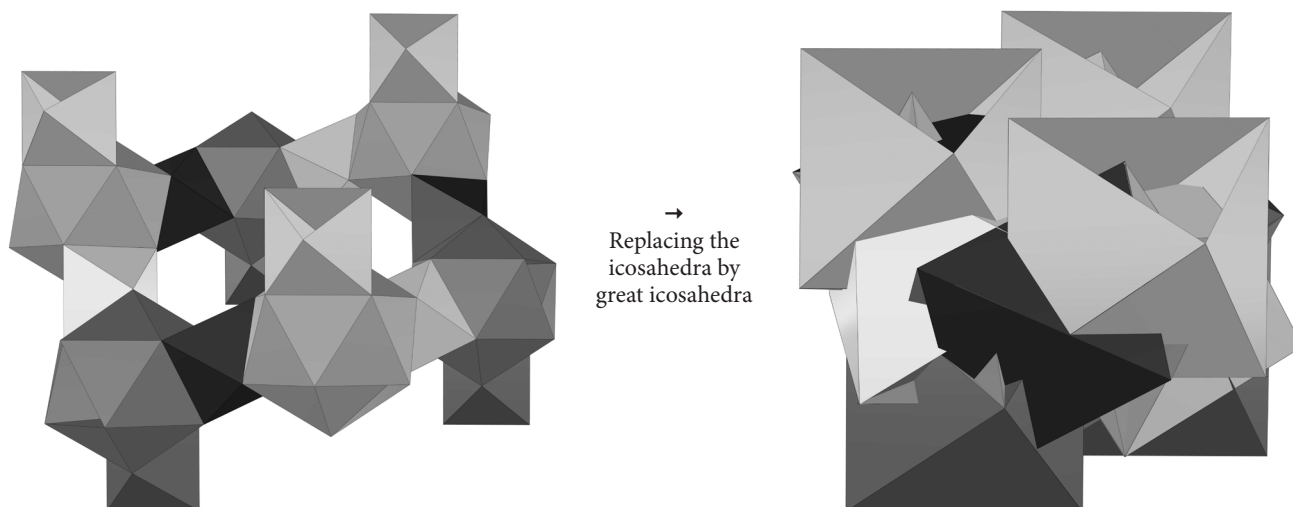 →
Replacing the
icosahedra by
great icosahedra